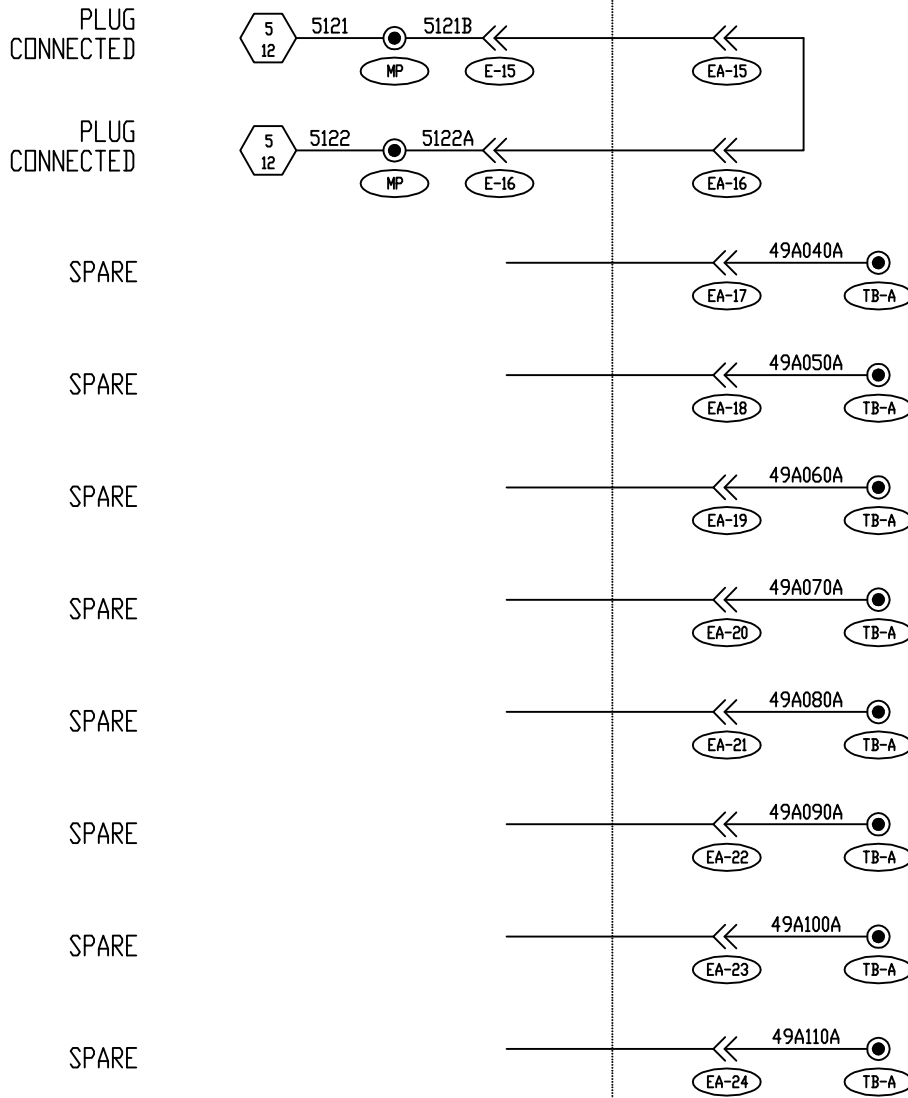 PLUG
CONNECTED
5
12
5121
5121B
MP
E-15
EA-15
PLUG
CONNECTED
5
12
5122
5122A
MP
E-16
EA-16
SPARE
49A040A
EA-17
TB-A
SPARE
49A050A
EA-18
TB-A
SPARE
49A060A
EA-19
TB-A
SPARE
49A070A
EA-20
TB-A
SPARE
49A080A
EA-21
TB-A
SPARE
49A090A
EA-22
TB-A
SPARE
49A100A
EA-23
TB-A
SPARE
49A110A
EA-24
TB-A